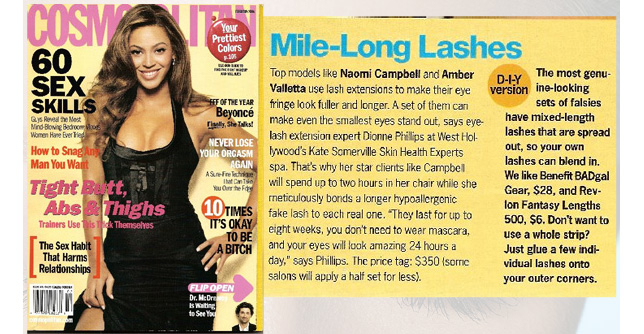 COSMOPOLITAN
Your
Prettiest
Colors
60
SEX
SKILLS
Guys Reveal the Most
Mind-Blowing Bedroom Moves
Women Have Ever Tried
How to Snag Any
Man You Want
Tight Butt,
Abs & Thighs
Trainers Use This Trick Themselves
The Sex Habit
That Harms
Relationships
OF THE YEAR
Beyoncé
Finally, She Talks!
NEVER LOSE
YOUR ORGASM
AGAIN
A Sure-Fire Technique
That Can Take
You Over the Edge
10 TIMES
IT'S OKAY
TO BE
A BITCH
FLIP OPEN
Dr. McDreamy
Is Waiting
to See You
Mile-Long Lashes
Top models like Naomi Campbell and Amber
Valletta use lash extensions to make their eye
fringe look fuller and longer. A set of them can
make even the smallest eyes stand out, says eye-
lash extension expert Dionne Phillips at West Hol-
lywood's Kate Somerville Skin Health Experts
spa. That's why her star clients like Campbell
will spend up to two hours in her chair while she
meticulously bonds a longer hypoallergenic
fake lash to each real one. "They last for up to
eight weeks, you don't need to wear mascara,
and your eyes will look amazing 24 hours a
day," says Phillips. The price tag: $350 (some
salons will apply a half set for less).
D-I-Y
version
The most genu-
ine-looking
sets of falsies
have mixed-length
lashes that are spread
out, so your own
lashes can blend in.
We like Benefit BADgal
Gear, $28, and Rev-
lon Fantasy Lengths
500, $6. Don't want to
use a whole strip?
Just glue a few indi-
vidual lashes onto
your outer corners.